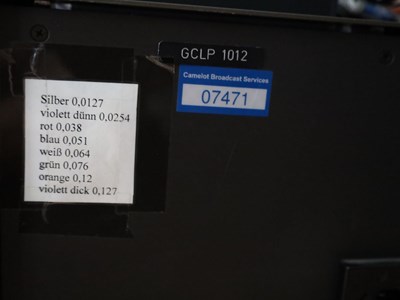 GCLP 1012
Camelot Broadcast Services
07471
Silber 0,0127
violett dünn 0,0254
rot 0,038
blau 0,051
weiß 0,064
grün 0,076
orange 0,12
violett dick 0,127